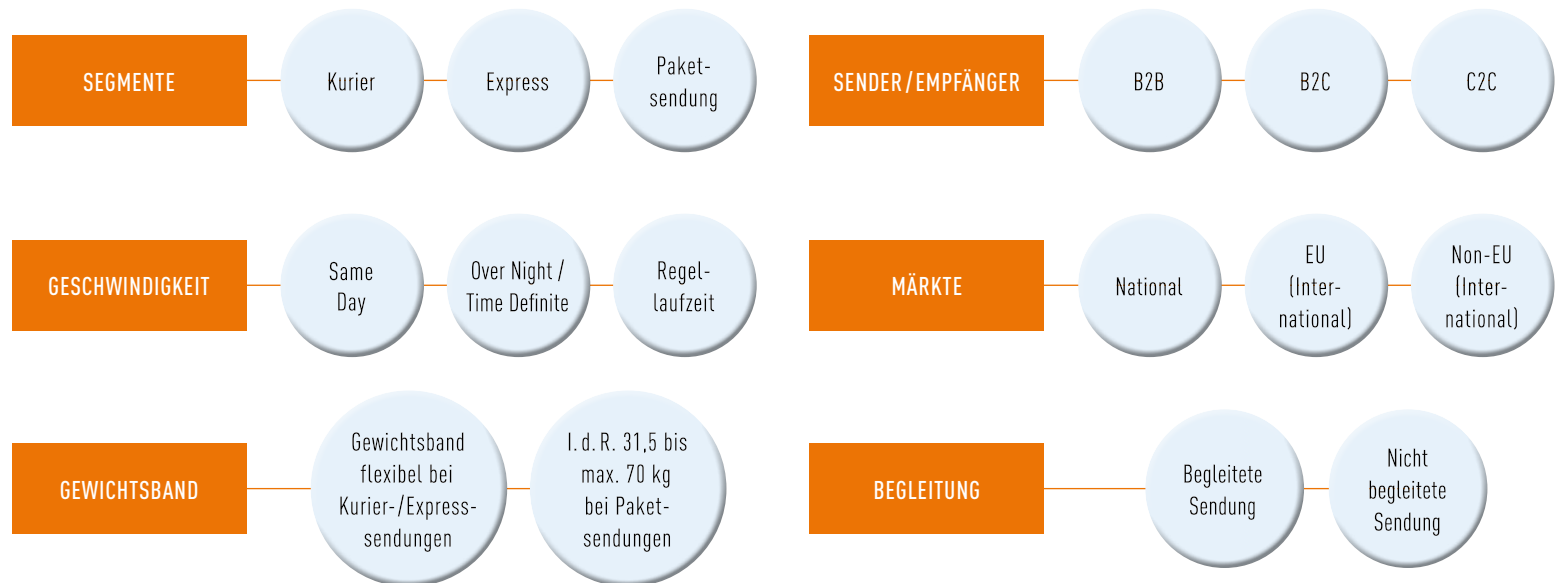 SEGMENTE
Kurier
Express
Paket-
sendung
SENDER/EMPFÄNGER
B2B
B2C
C2C
GESCHWINDIGKEIT
Same
Day
Over Night /
Time Definite
Regel-
laufzeit
MÄRKTE
National
EU
(Inter-
national)
Non-EU
(Inter-
national)
GEWICHTSBAND
Gewichtsband
flexibel bei
Kurier-/Express-
sendungen
I. d. R. 31,5 bis
max. 70 kg
bei Paket-
sendungen
BEGLEITUNG
Begleitete
Sendung
Nicht
begleitete
Sendung